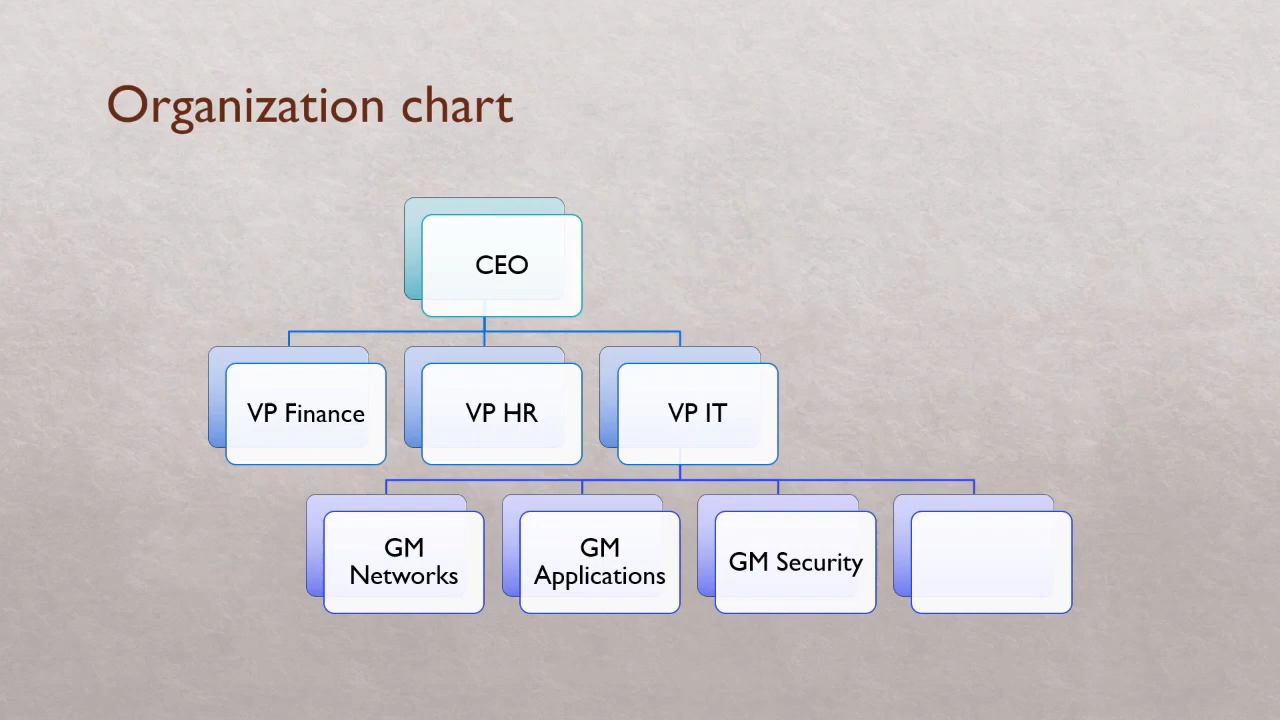 Organization chart
CEO
VP Finance
VP HR
VP IT
GM
Networks
GM
Applications
GM Security